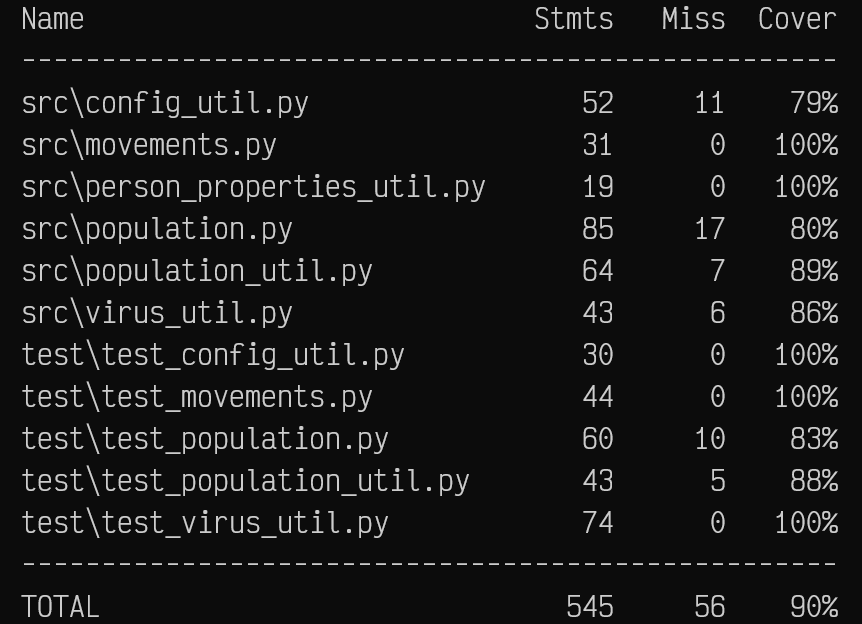 Name Stmts Miss Cover
---------------------------------------------------
src\config_util.py 52 11 79%
src\movements.py 31 0 100%
src\person_properties_util.py 19 0 100%
src\population.py 85 17 80%
src\population_util.py 64 7 89%
src\virus_util.py 43 6 86%
test\test_config_util.py 30 0 100%
test\test_movements.py 44 0 100%
test\test_population.py 60 10 83%
test\test_population_util.py 43 5 88%
test\test_virus_util.py 74 0 100%
---------------------------------------------------
TOTAL 545 56 90%